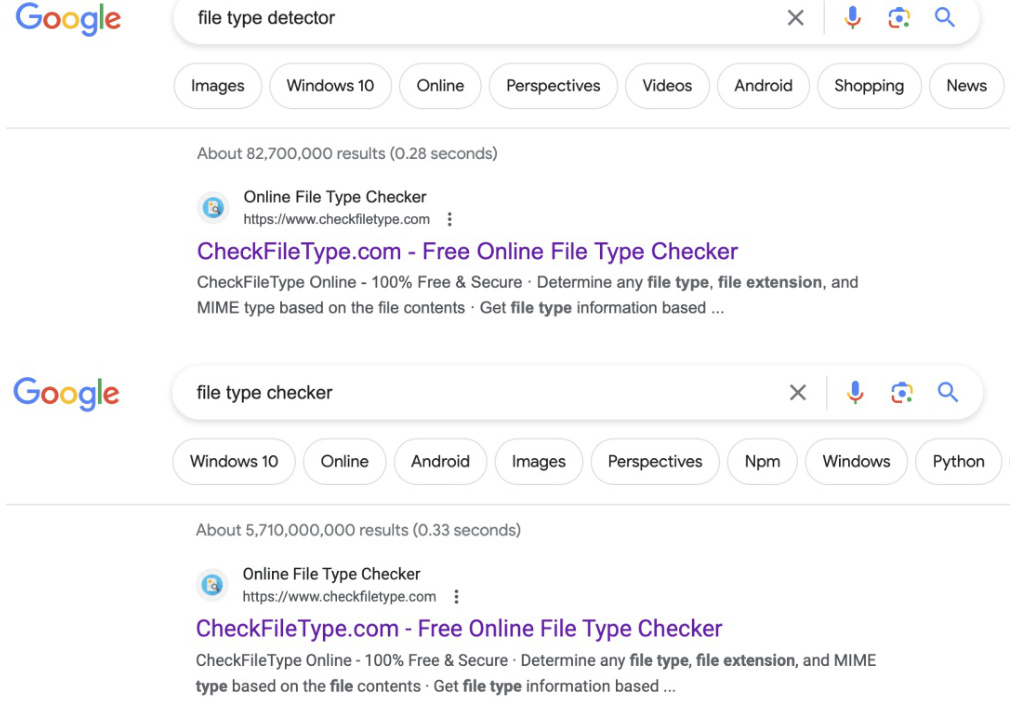 Google file type detector
Images Windows 10 Online Perspectives Videos Android Shopping News
About 82,700,000 results (0.28 seconds)
Online File Type Checker
https://www.checkfiletype.com
CheckFileType.com - Free Online File Type Checker
CheckFileType Online - 100% Free & Secure · Determine any file type, file extension, and
MIME type based on the file contents · Get file type information based ...
Google file type checker
Windows 10 Online Android Images Perspectives Npm Windows Python
About 5,710,000,000 results (0.33 seconds)
Online File Type Checker
https://www.checkfiletype.com
CheckFileType.com - Free Online File Type Checker
CheckFileType Online - 100% Free & Secure · Determine any file type, file extension, and MIME
type based on the file contents · Get file type information based ...